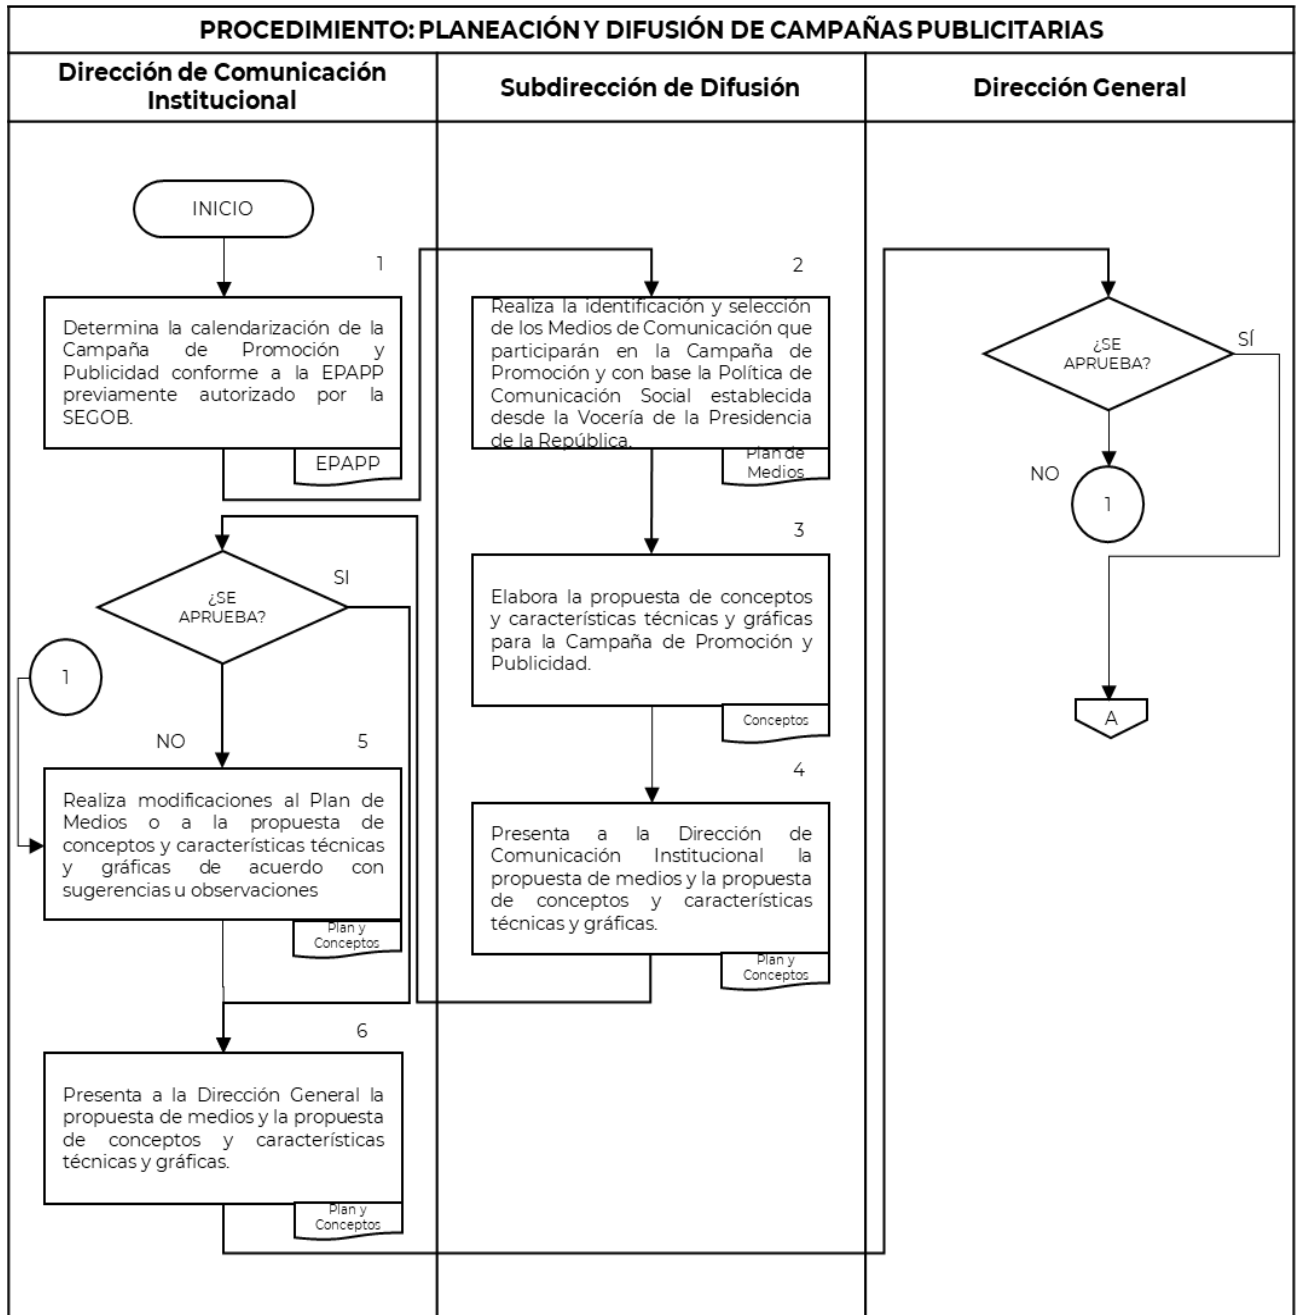 PROCEDIMIENTO: PLANEACIÓN Y DIFUSIÓN DE CAMPAÑAS PUBLICITARIAS
Dirección de Comunicación
Institucional
Subdirección de Difusión
Dirección General
INICIO
1
Determina la calendarización de la
Campaña de Promoción y
Publicidad conforme a la EPAPP
previamente autorizado por la
SEGOB.
EPAPP
2
Realiza la identificación y selección
de los Medios de Comunicación que
participarán en la Campaña de
Promoción y con base la Política de
Comunicación Social establecida
desde la Vocería de la Presidencia
de la República.
Plan de
Medios
3
Elabora la propuesta de conceptos
y características técnicas y gráficas
para la Campaña de Promoción y
Publicidad.
Conceptos
4
Presenta a la Dirección de
Comunicación Institucional la
propuesta de medios y la propuesta
de conceptos y características
técnicas y gráficas.
Plan y
Conceptos
¿SE
APRUEBA?
SI
1
NO
5
Realiza modificaciones al Plan de
Medios o a la propuesta de
conceptos y características técnicas
y gráficas de acuerdo con
sugerencias u observaciones
Plan y
Conceptos
6
Presenta a la Dirección General la
propuesta de medios y la propuesta
de conceptos y características
técnicas y gráficas.
Plan y
Conceptos
¿SE
APRUEBA?
SÍ
NO
1
A